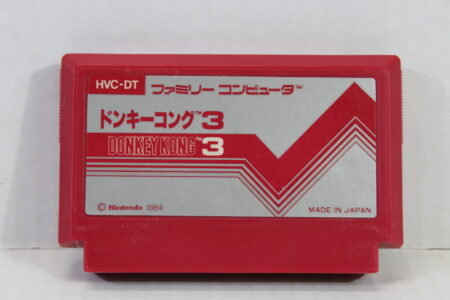 HVC-DT
ファミリー コンピュータ™
ドンキーコング™3
DONKEY KONG™3
© Nintendo 1984
MADE IN JAPAN